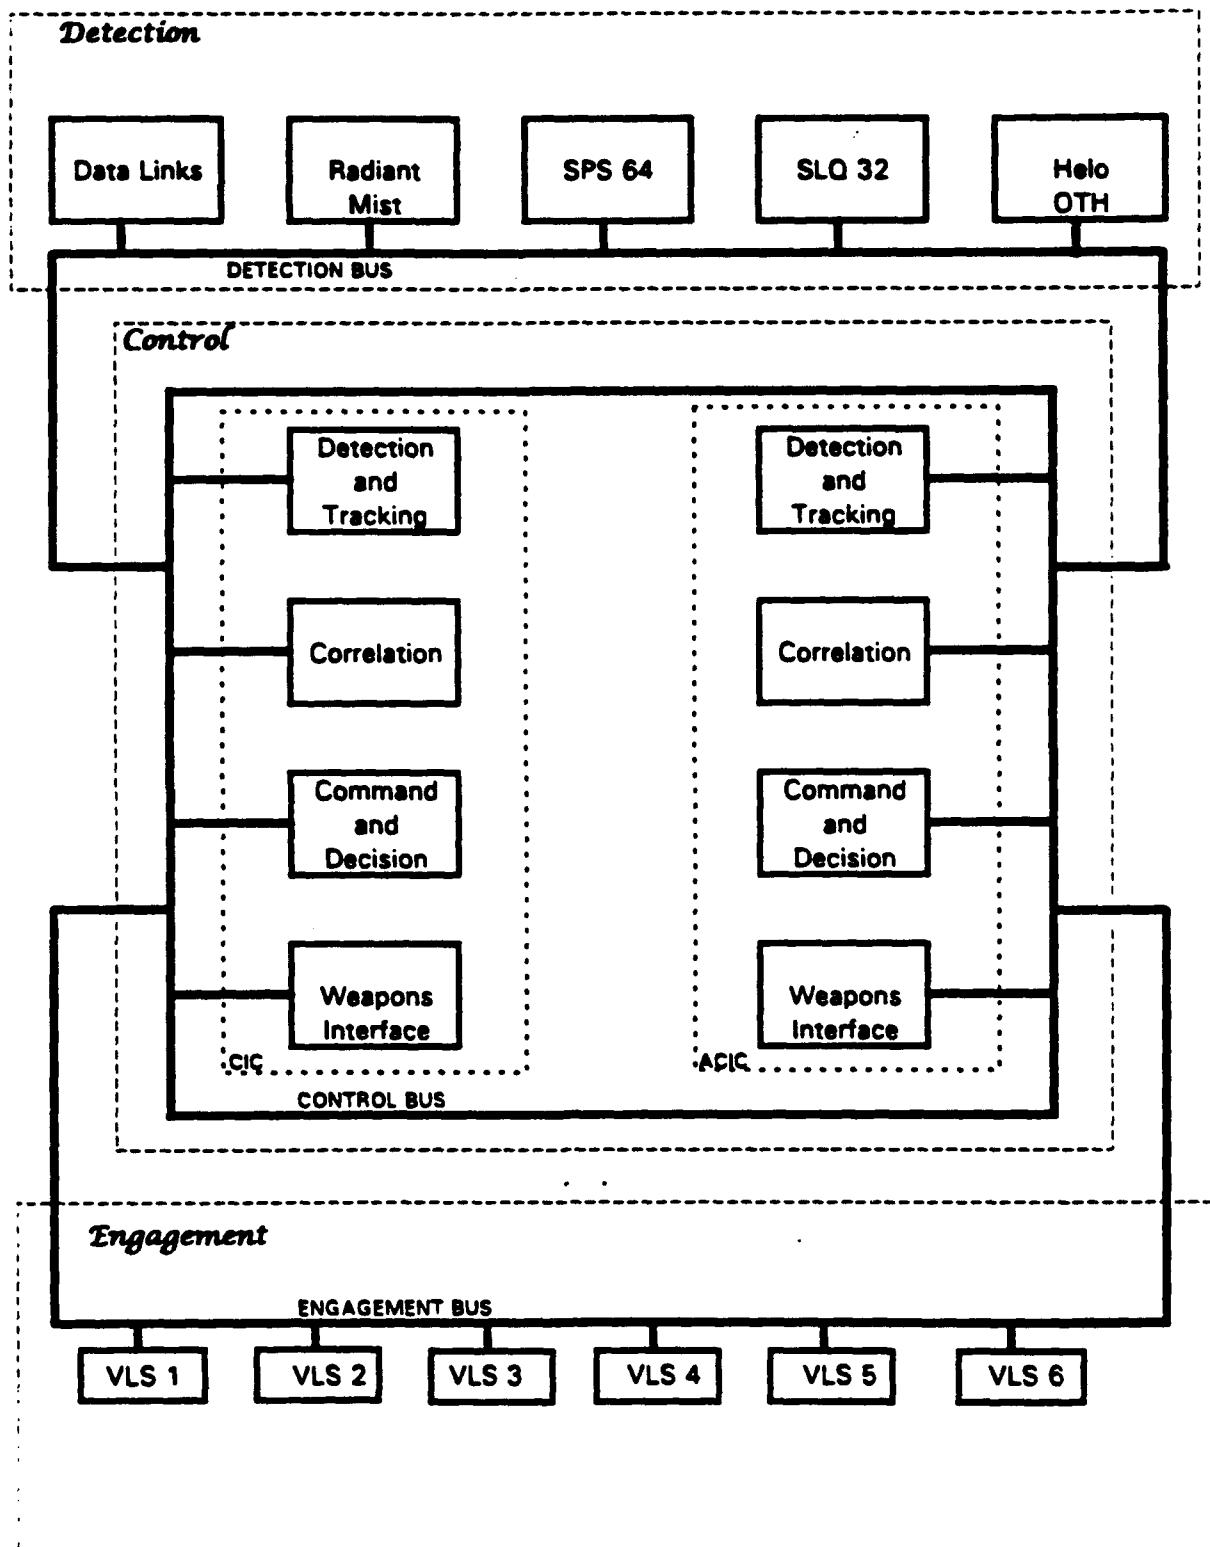 Detection
Data Links
Radiant
Mist
SPS 64
SLQ 32
Helo
OTH
DETECTION BUS
Control
Detection
and
Tracking
Correlation
Command
and
Decision
Weapons
Interface
CIC
Detection
and
Tracking
Correlation
Command
and
Decision
Weapons
Interface
ACIC
CONTROL BUS
Engagement
ENGAGEMENT BUS
VLS 1
VLS 2
VLS 3
VLS 4
VLS 5
VLS 6